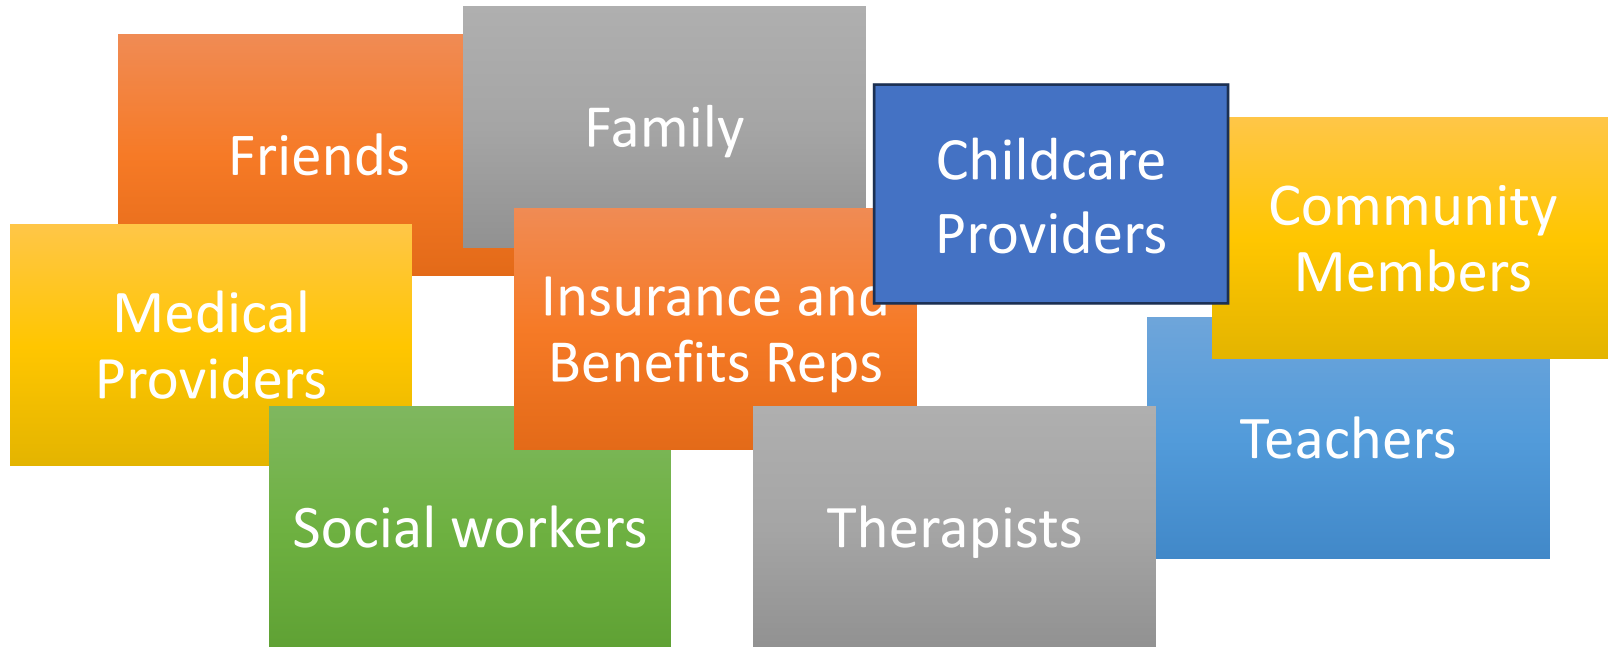 Friends
Family
Childcare
Providers
Community
Members
Medical
Providers
Insurance and
Benefits Reps
Teachers
Social workers
Therapists